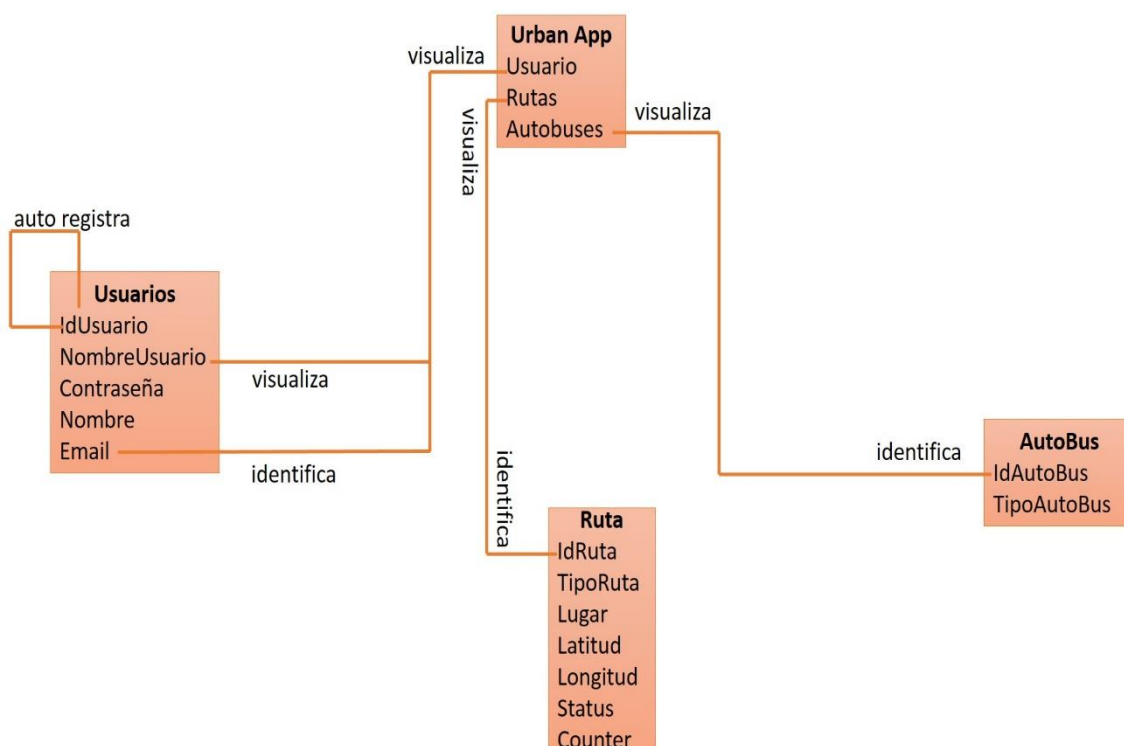 Urban App
Usuario
Rutas
Autobuses
visualiza
visualiza
visualiza
auto registra
Usuarios
IdUsuario
NombreUsuario
Contraseña
Nombre
Email
visualiza
identifica
identifica
identifica
AutoBus
IdAutoBus
TipoAutoBus
Ruta
IdRuta
TipoRuta
Lugar
Latitud
Longitud
Status
Counter